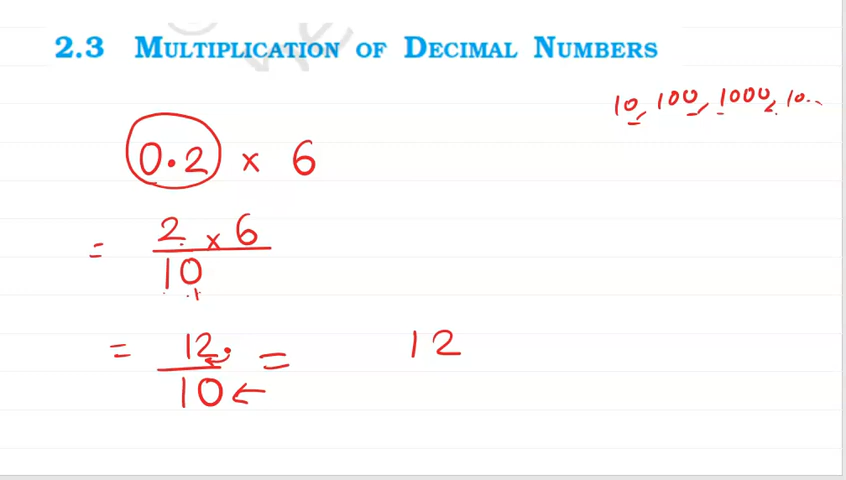 2.3 MULTIPLICATION OF DECIMAL NUMBERS
10, 100, 1000, 10...
0.2 × 6
= 2 × 6
10
= 12. = 12
10 ←